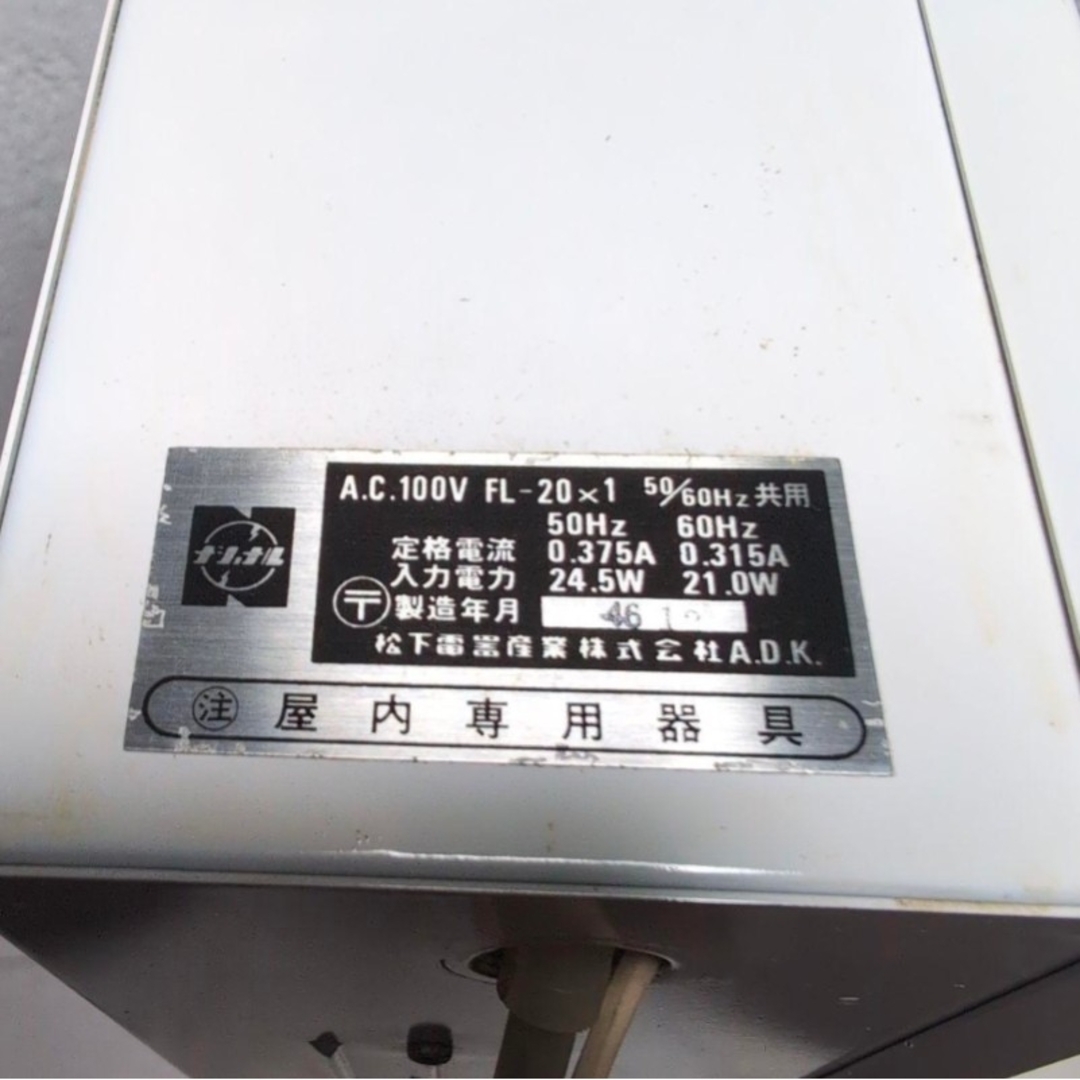 A.C.100V FL-20×1 50/60Hz共用
50Hz 60Hz
定格電流 0.375A 0.315A
入力電力 24.5W 21.0W
〒 製造年月 46
松下電器産業株式会社 A.D.K.
ナショナル
注 屋内専用器具